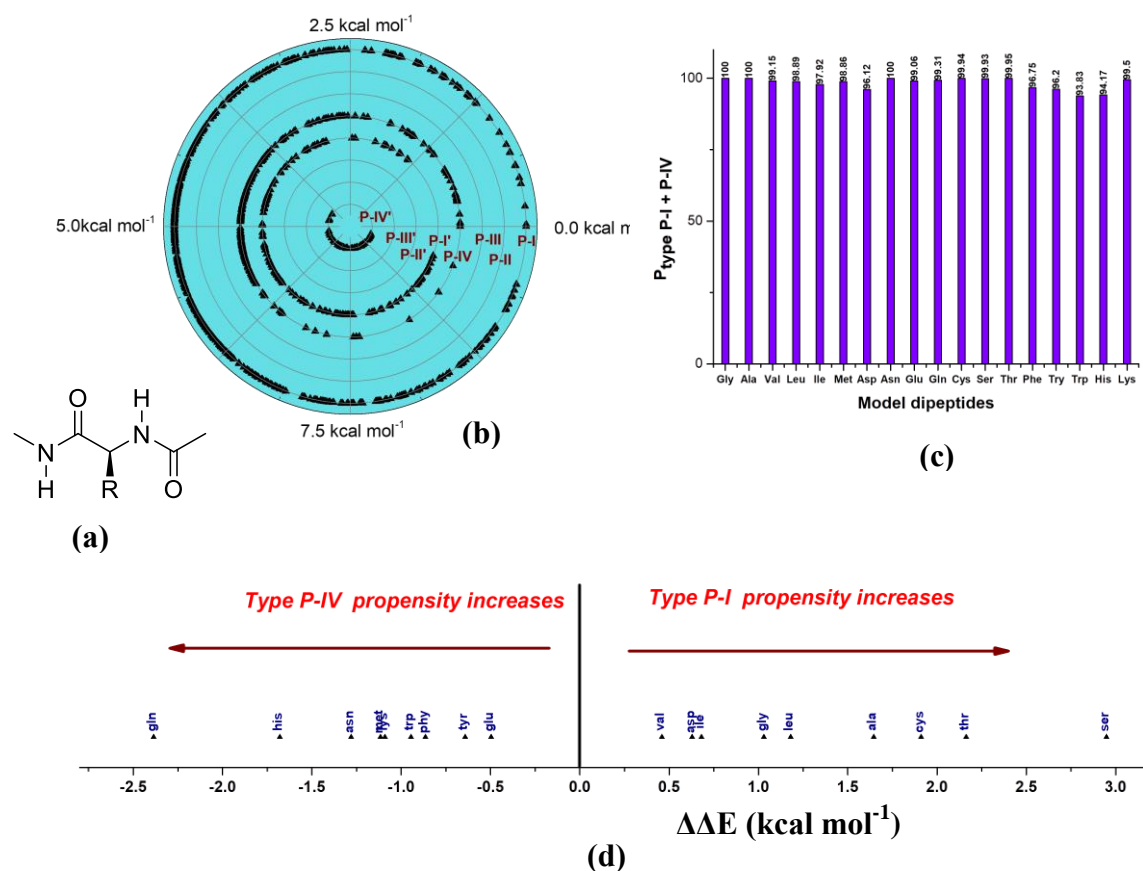 2.5 kcal mol-1
5.0kcal mol-1
0.0 kcal m
7.5 kcal mol-1
P-IV'
P-III'
P-I'
P-III
P-I
P-II'
P-IV
P-II
(b)
O
H
N
N
H
R
O
(a)
100
100
99.15
98.89
97.92
98.86
96.12
100
99.06
99.31
99.94
99.93
99.95
96.75
96.2
93.83
94.17
99.5
100
50
0
Ptype P-I + P-IV
Gly Ala Val Leu Ile Met Asp Asn Glu Gln Cys Ser Thr Phe Try Trp His Lys
Model dipeptides
(c)
Type P-IV propensity increases
Type P-I propensity increases
gln his asn met lys trp phy tyr glu val asp ile gly leu ala cys thr ser
-2.5 -2.0 -1.5 -1.0 -0.5 0.0 0.5 1.0 1.5 2.0 2.5 3.0
ΔΔE (kcal mol-1)
(d)